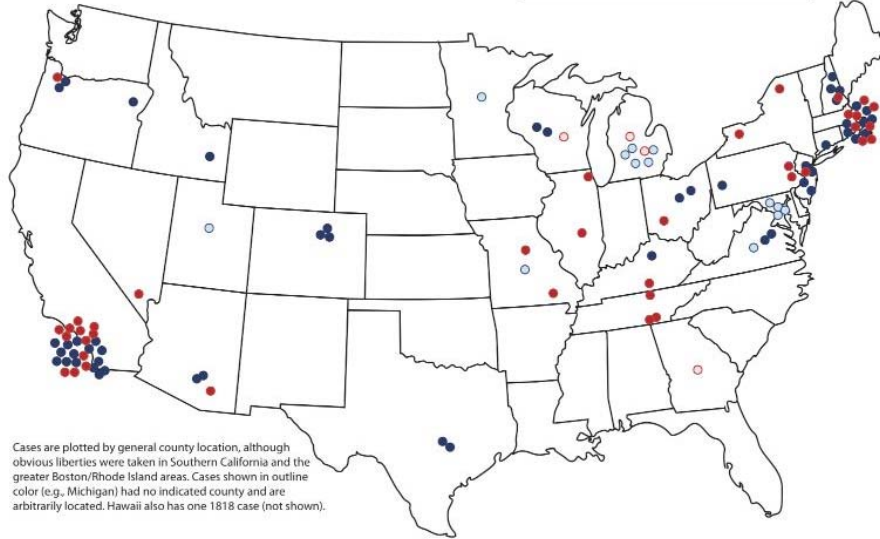 Cases are plotted by general county location, although
obvious liberties were taken in Southern California and the
greater Boston/Rhode Island areas. Cases shown in outline
color (e.g., Michigan) had no indicated county and are
arbitrarily located. Hawaii also has one 1818 case (not shown).